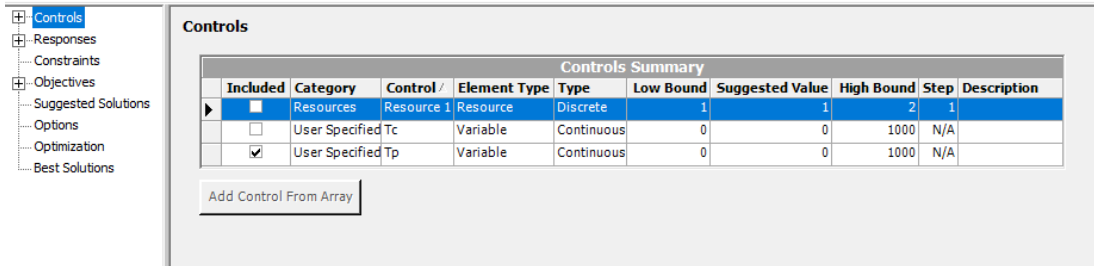 Controls
Responses
Constraints
Objectives
Suggested Solutions
Options
Optimization
Best Solutions
Controls
Controls Summary
Included Category Control / Element Type Type Low Bound Suggested Value High Bound Step Description
Resources Resource 1 Resource Discrete 1 1 2 1
User Specified Tc Variable Continuous 0 0 1000 N/A
User Specified Tp Variable Continuous 0 0 1000 N/A
Add Control From Array